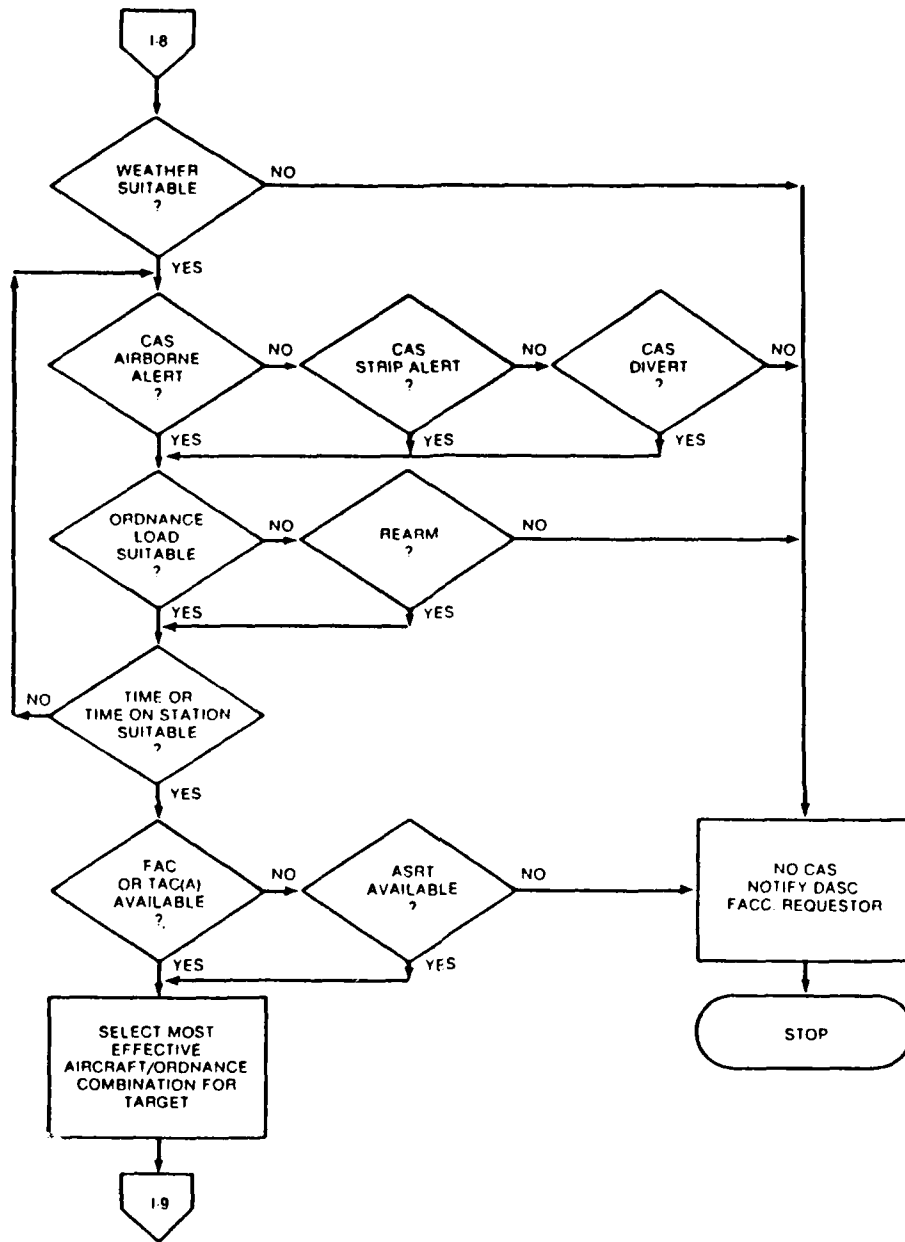 I-8
WEATHER
SUITABLE
?
NO
YES
CAS
AIRBORNE
ALERT
?
NO
CAS
STRIP ALERT
?
NO
CAS
DIVERT
?
NO
YES
YES
YES
ORDNANCE
LOAD
SUITABLE
?
NO
REARM
?
NO
YES
YES
NO
TIME OR
TIME ON STATION
SUITABLE
?
YES
FAC
OR TAC(A)
AVAILABLE
?
NO
ASRT
AVAILABLE
?
NO
NO CAS
NOTIFY DASC
FACC. REQUESTOR
YES
YES
SELECT MOST
EFFECTIVE
AIRCRAFT/ORDNANCE
COMBINATION FOR
TARGET
STOP
I-9